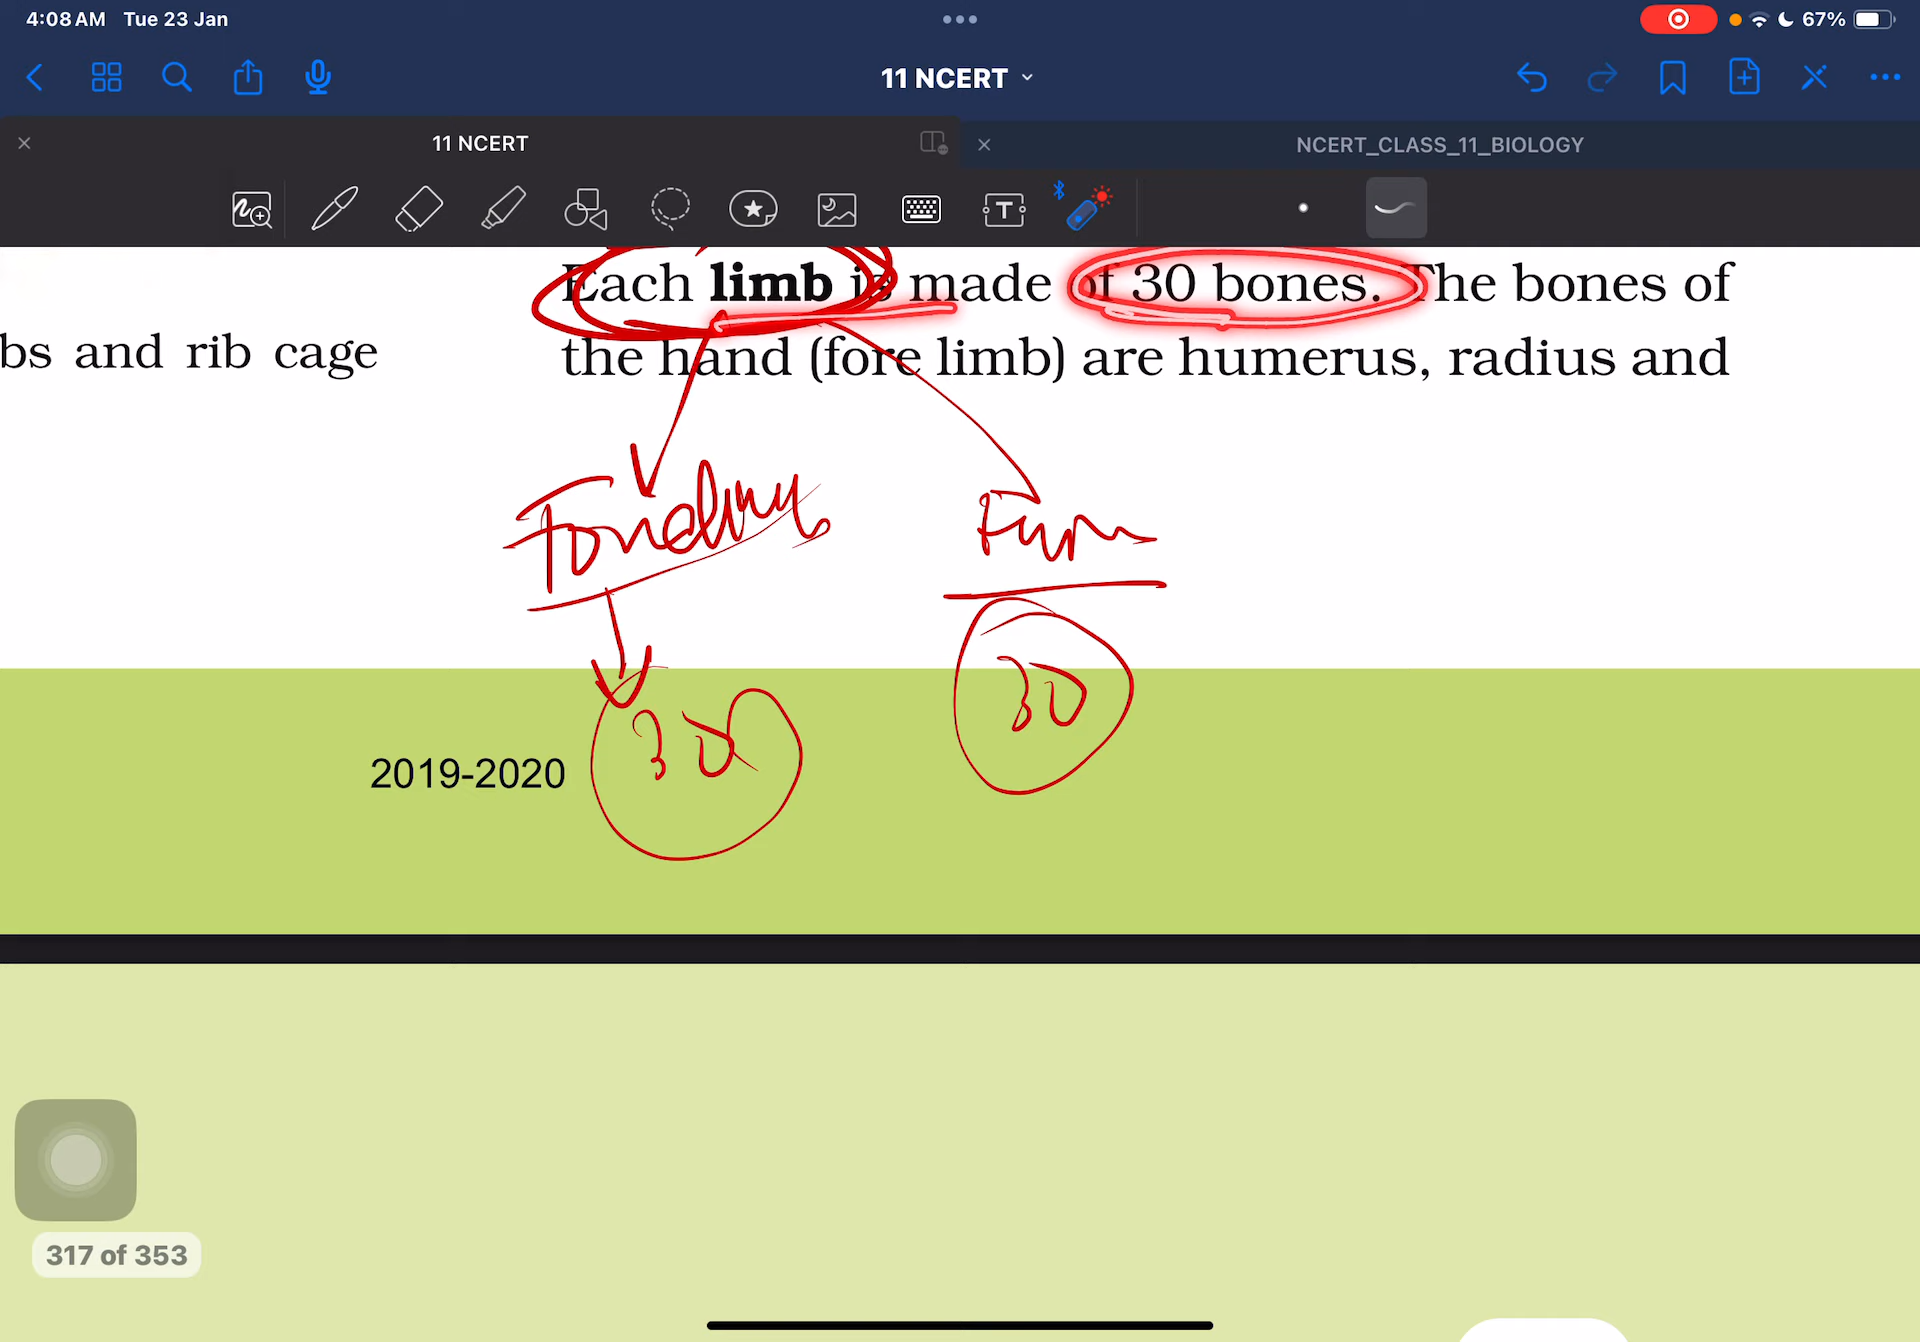 4:08 AM Tue 23 Jan
67%
11 NCERT
11 NCERT
NCERT_CLASS_11_BIOLOGY
Each limb is made of 30 bones. The bones of
bs and rib cage
the hand (fore limb) are humerus, radius and
30
30
2019-2020
317 of 353